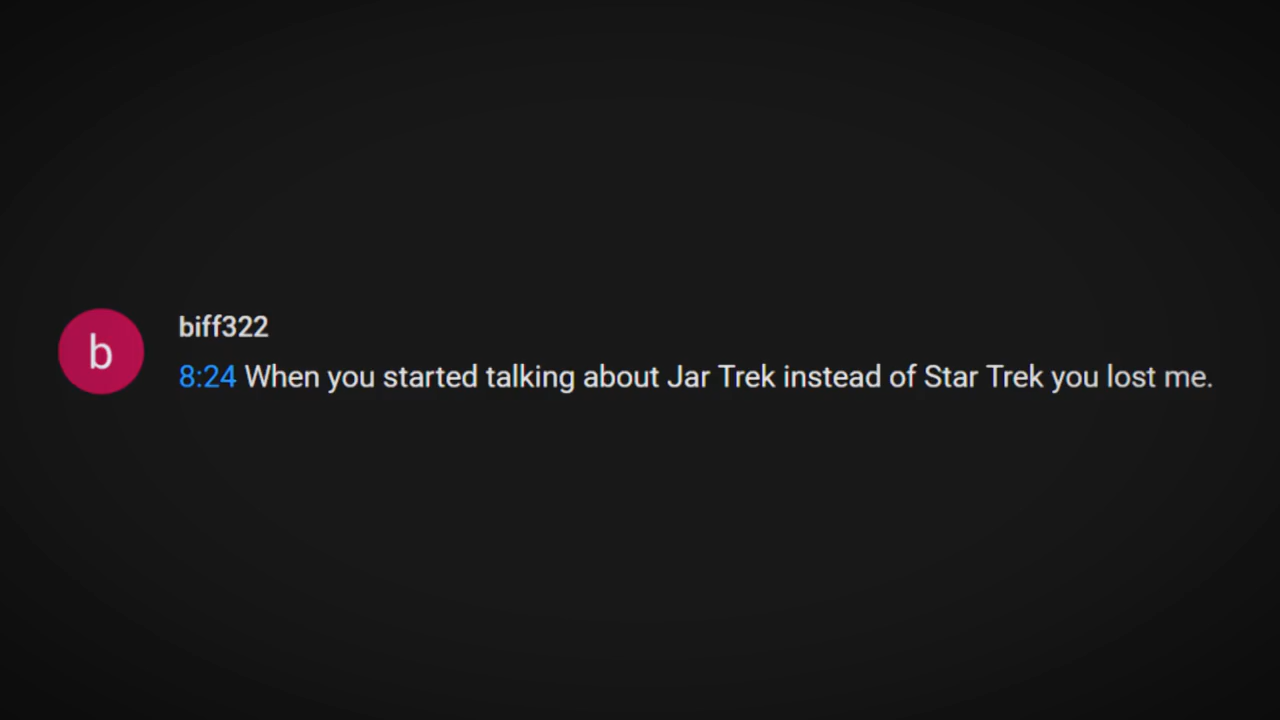 b
biff322
8:24 When you started talking about Jar Trek instead of Star Trek you lost me.